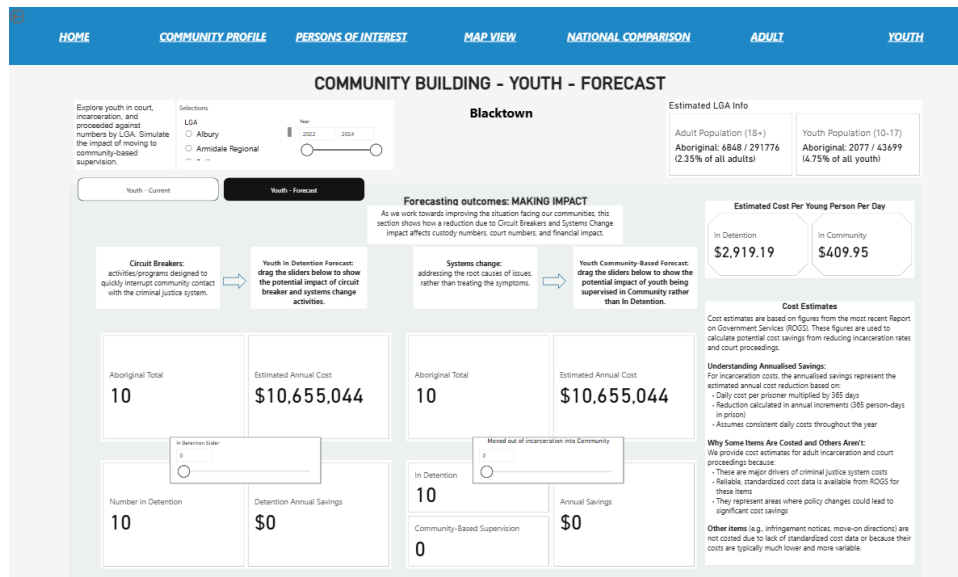 HOME COMMUNITY PROFILE PERSONS OF INTEREST MAP VIEW NATIONAL COMPARISON ADULT YOUTH
COMMUNITY BUILDING - YOUTH - FORECAST
Explore youth in court,
incarceration, and
proceeded against
numbers by LGA. Simulate
the impact of moving to
community-based
supervision.
Selections
LGA
Albury
Armidale Regional
Year
2022 2024
Blacktown
Estimated LGA Info
Adult Population (18+)
Aboriginal: 6848 / 291776
(2.35% of all adults)
Youth Population (10-17)
Aboriginal: 2077 / 43699
(4.75% of all youth)
Youth - Current
Youth - Forecast
Forecasting outcomes: MAKING IMPACT
As we work towards improving the situation facing our communities, this
section shows how a reduction due to Circuit Breakers and Systems Change
impact affects custody numbers, court numbers, and financial impact.
Circuit Breakers:
activities/programs designed to
quickly interrupt community contact
with the criminal justice system.
Youth In Detention Forecast:
drag the sliders below to show
the potential impact of circuit
breaker and systems change
activities.
Systems change:
addressing the root causes of issues,
rather than treating the symptoms.
Youth Community-Based Forecast:
drag the sliders below to show the
potential impact of youth being
supervised in Community rather
than In Detention.
Aboriginal Total
10
Estimated Annual Cost
$10,655,044
In Detention Slider
0
Number in Detention
10
Detention Annual Savings
$0
Aboriginal Total
10
Estimated Annual Cost
$10,655,044
Moved out of incarceration into Community
0
In Detention
10
Community-Based Supervision
0
Annual Savings
$0
Estimated Cost Per Young Person Per Day
In Detention
$2,919.19
In Community
$409.95
Cost Estimates
Cost estimates are based on figures from the most recent Report
on Government Services (ROGS). These figures are used to
calculate potential cost savings from reducing incarceration rates
and court proceedings.
Understanding Annualised Savings:
For incarceration costs, the annualised savings represent the
estimated annual cost reduction based on:
• Daily cost per prisoner multiplied by 365 days
• Reduction calculated in annual increments (365 person-days
in prison)
• Assumes consistent daily costs throughout the year
Why Some Items Are Costed and Others Aren't:
We provide cost estimates for adult incarceration and court
proceedings because:
• These are major drivers of criminal justice system costs
• Reliable, standardized cost data is available from ROGS for
these items
• They represent areas where policy changes could lead to
significant cost savings
Other items (e.g., infringement notices, move-on directions) are
not costed due to lack of standardized cost data or because their
costs are typically much lower and more variable.